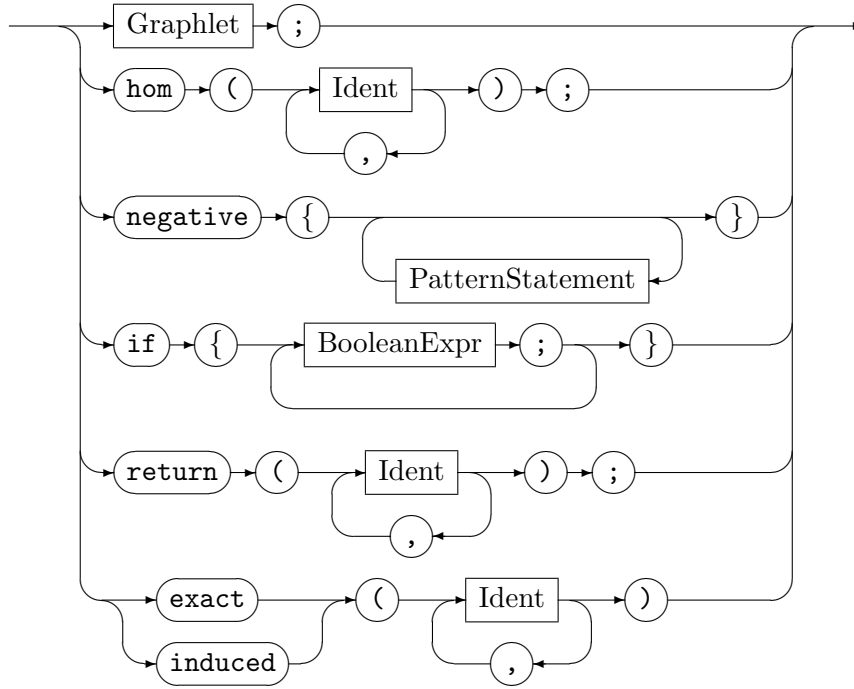 Graphlet ;
hom ( Ident ) ;
,
negative { }
PatternStatement
if { BooleanExpr ; }
return ( Ident ) ;
,
exact ( Ident )
induced ,